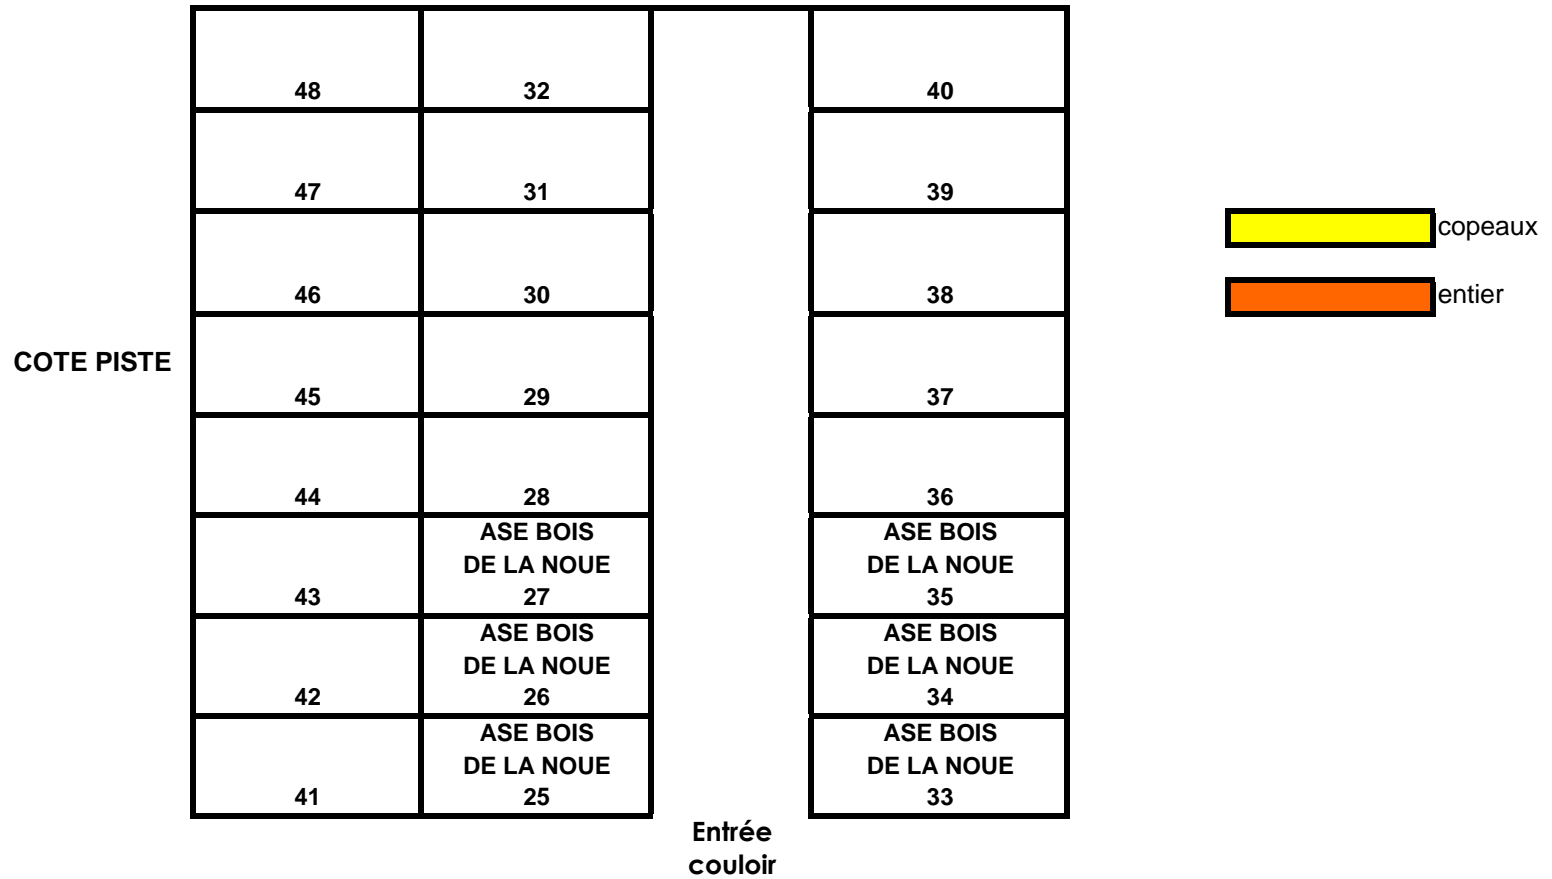 48 32 40
47 31 39
copeaux
46 30 38
entier
COTE PISTE
45 29 37
44 28 36
ASE BOIS ASE BOIS
DE LA NOUE DE LA NOUE
43 27 35
ASE BOIS ASE BOIS
DE LA NOUE DE LA NOUE
42 26 34
ASE BOIS ASE BOIS
DE LA NOUE DE LA NOUE
41 25 33
Entrée
couloir